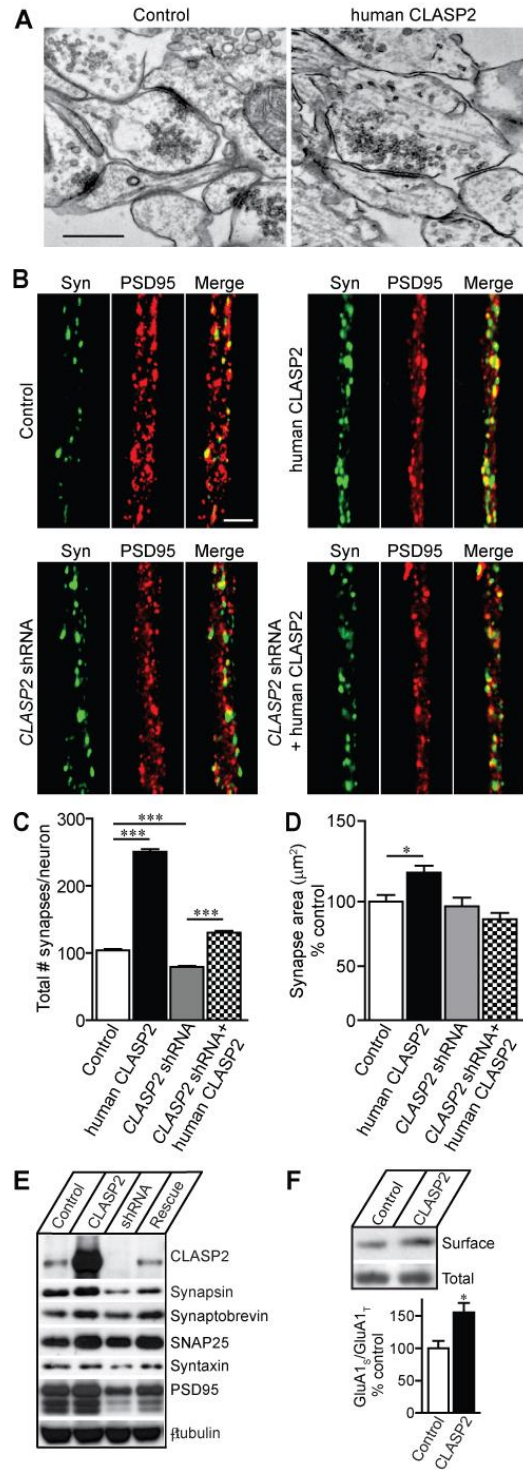 A
Control
human CLASP2
B
Syn PSD95 Merge
Control
Syn PSD95 Merge
human CLASP2
Syn PSD95 Merge
CLASP2 shRNA
Syn PSD95 Merge
CLASP2 shRNA
+ human CLASP2
C
Total # synapses/neuron
300
200
100
0
***
***
***
Control
human CLASP2
CLASP2 shRNA
CLASP2 shRNA+
human CLASP2
D
Synapse area (μm²)
% control
150
100
50
0
*
Control
human CLASP2
CLASP2 shRNA
CLASP2 shRNA+
human CLASP2
E
Control
CLASP2
shRNA
Rescue
CLASP2
Synapsin
Synaptobrevin
SNAP25
Syntaxin
PSD95
βtubulin
F
Control
CLASP2
Surface
Total
GluA1S/GluA1T
% control
150
100
50
0
*
Control
CLASP2